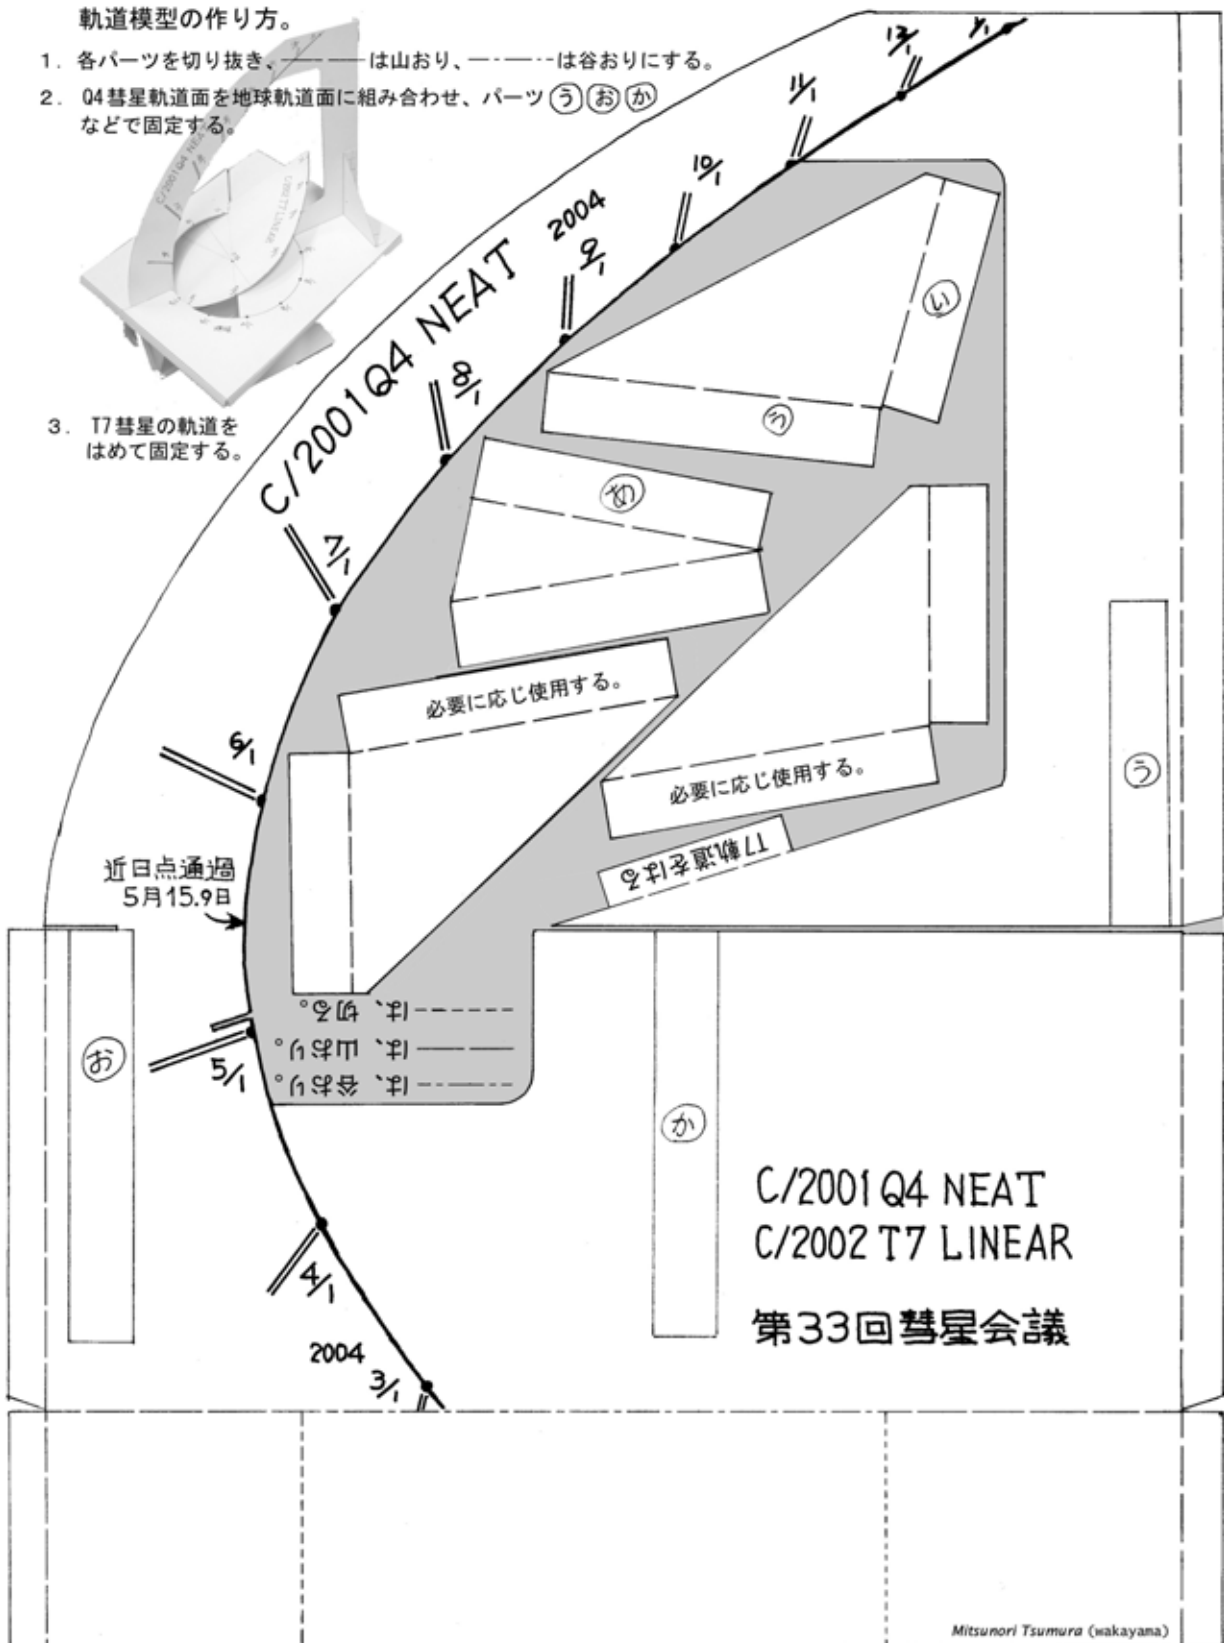 軌道模型の作り方。
1. 各パーツを切り抜き、————は山おり、—-—--は谷おりにする。
2. Q4彗星軌道面を地球軌道面に組み合わせ、パーツうおか
などで固定する。
C/2001 Q4 NEAT
C/2002 T7 LINEAR
3. T7彗星の軌道を
はめて固定する。
C/2001 Q4 NEAT 2004
1/1
12/1
11/1
10/1
9/1
8/1
7/1
6/1
い
う
あ
必要に応じ使用する。
必要に応じ使用する。
T7軌道をはる
う
近日点通過
5月15.9日
お
5/1
は、切る。
は、山おり。
は、谷おり。
か
4/1
2004
3/1
C/2001 Q4 NEAT
C/2002 T7 LINEAR
第33回彗星会議
Mitsunori Tsumura (wakayama)